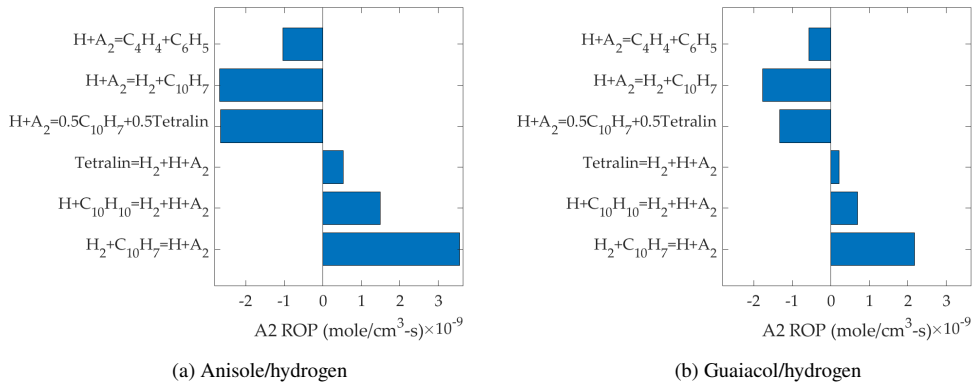 H+A₂=C₄H₄+C₆H₅
H+A₂=H₂+C₁₀H₇
H+A₂=0.5C₁₀H₇+0.5Tetralin
Tetralin=H₂+H+A₂
H+C₁₀H₁₀=H₂+H+A₂
H₂+C₁₀H₇=H+A₂
-2 -1 0 1 2 3
A2 ROP (mole/cm³-s)×10⁻⁹
(a) Anisole/hydrogen
H+A₂=C₄H₄+C₆H₅
H+A₂=H₂+C₁₀H₇
H+A₂=0.5C₁₀H₇+0.5Tetralin
Tetralin=H₂+H+A₂
H+C₁₀H₁₀=H₂+H+A₂
H₂+C₁₀H₇=H+A₂
-2 -1 0 1 2 3
A2 ROP (mole/cm³-s)×10⁻⁹
(b) Guaiacol/hydrogen